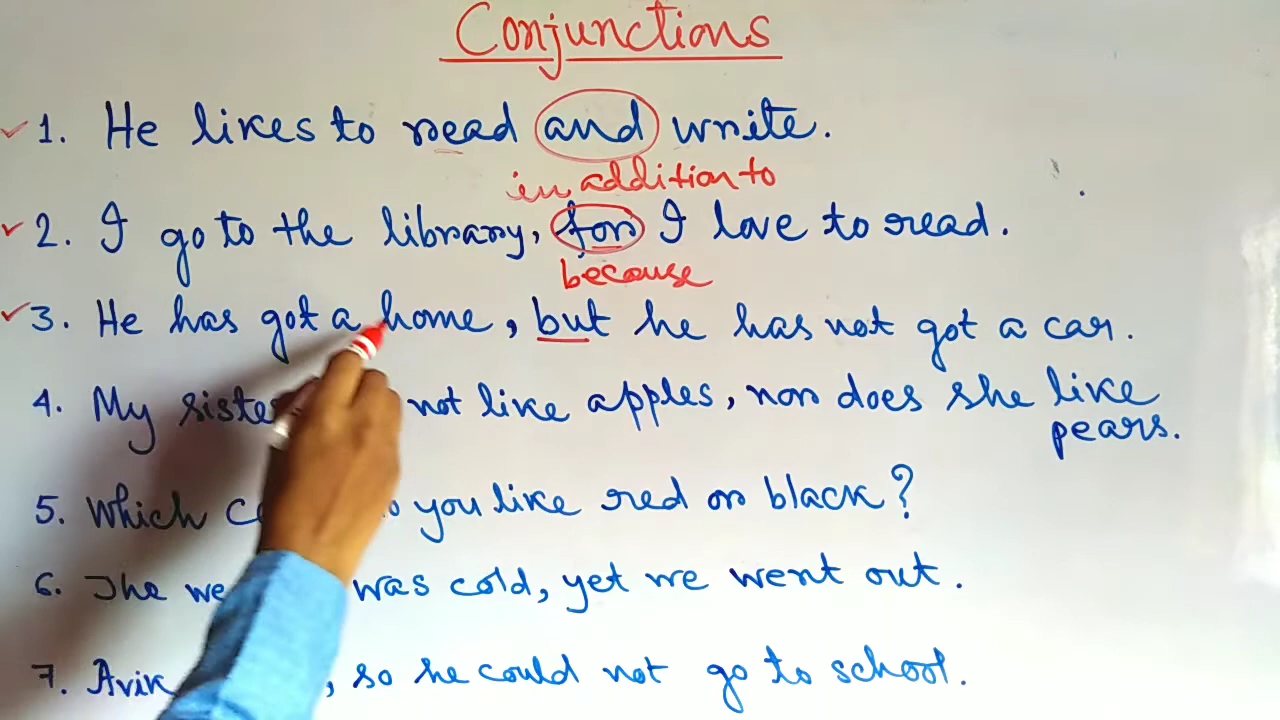 Conjunctions
1. He likes to read and write.
in addition to
2. I go to the library, for I love to read.
because
3. He has got a home, but he has not got a car.
4. My sister not like apples, nor does she like
pears.
5. Which you like red or black?
6. The was cold, yet we went out.
7. Avik , so he could not go to school.